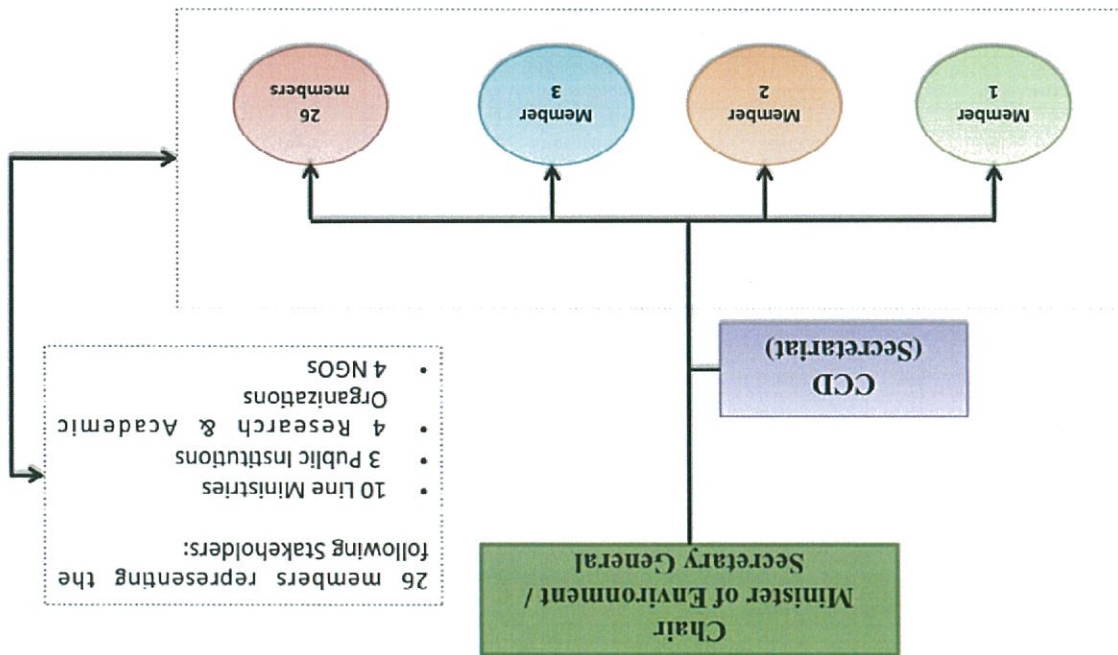 Chair
Minister of Environment /
Secretary General
26 members representing the
following Stakeholders:
• 10 Line Ministries
• 3 Public Institutions
• 4 Research & Academic
Organizations
• 4 NGOs
CCD
(Secretariat)
Member
1
Member
2
Member
3
26
members